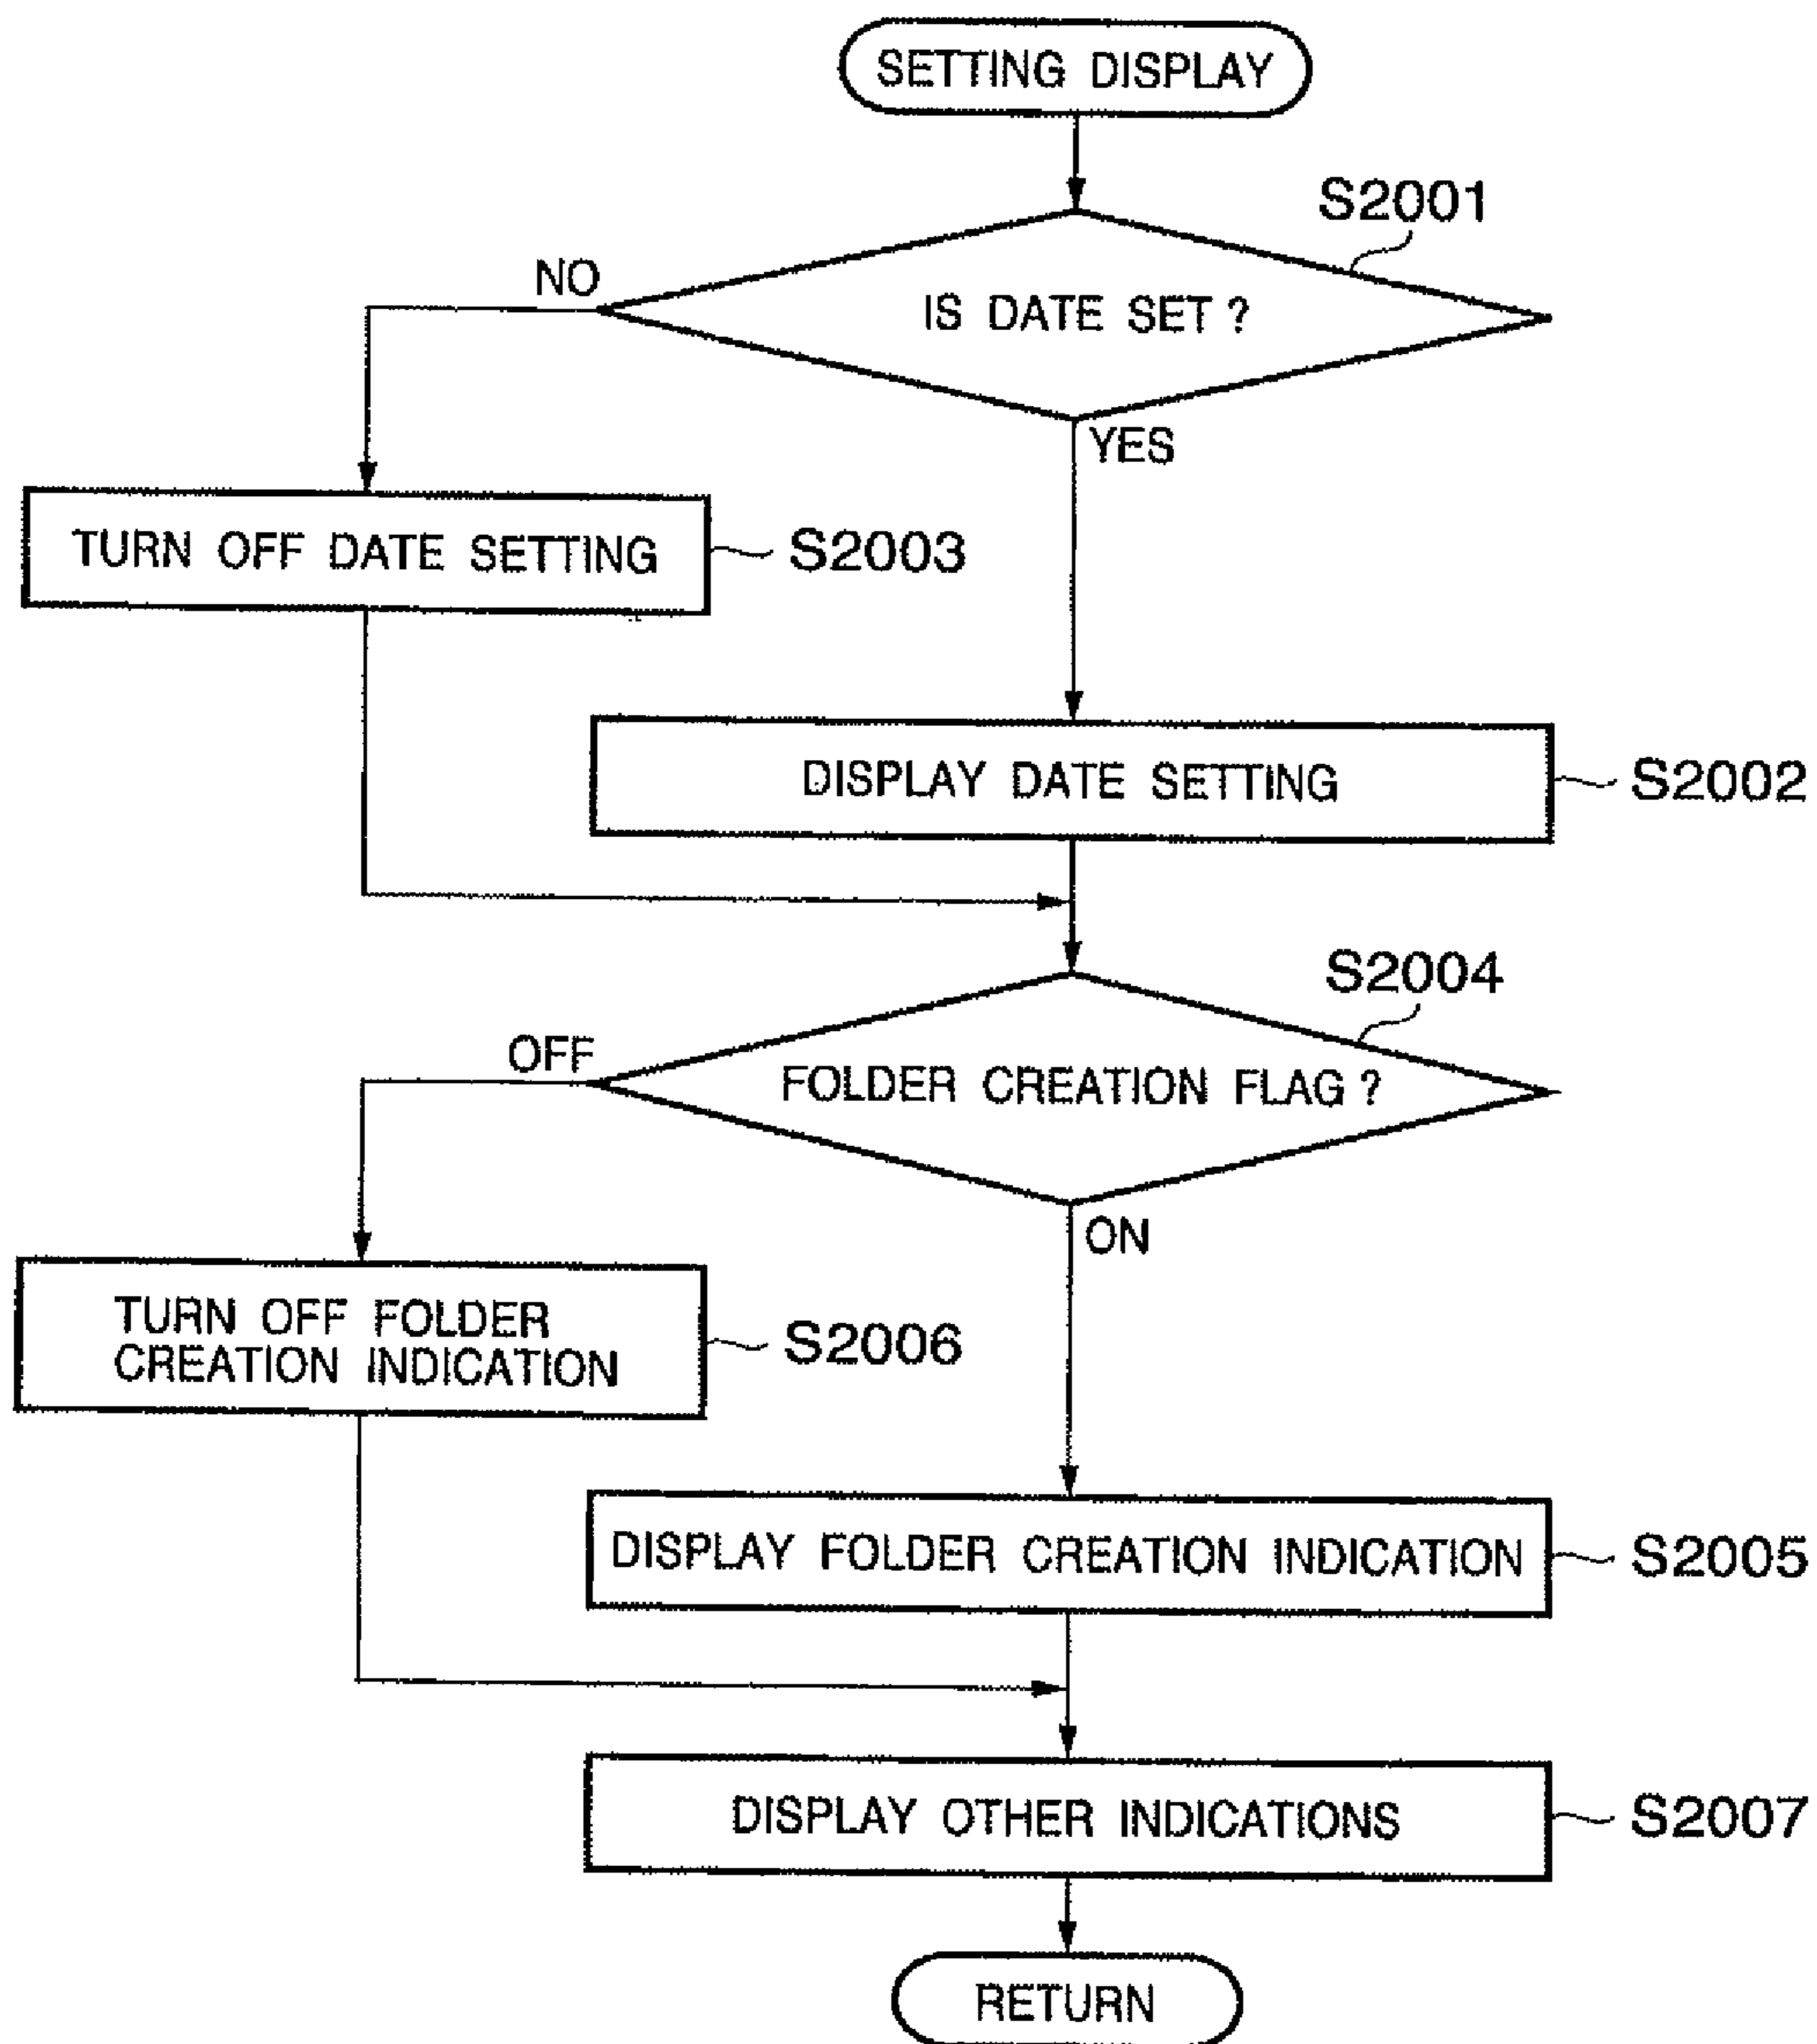 SETTING DISPLAY
S2001
NO
IS DATE SET ?
YES
TURN OFF DATE SETTING
S2003
DISPLAY DATE SETTING
S2002
S2004
OFF
FOLDER CREATION FLAG ?
ON
TURN OFF FOLDER
CREATION INDICATION
S2006
DISPLAY FOLDER CREATION INDICATION
S2005
DISPLAY OTHER INDICATIONS
S2007
RETURN